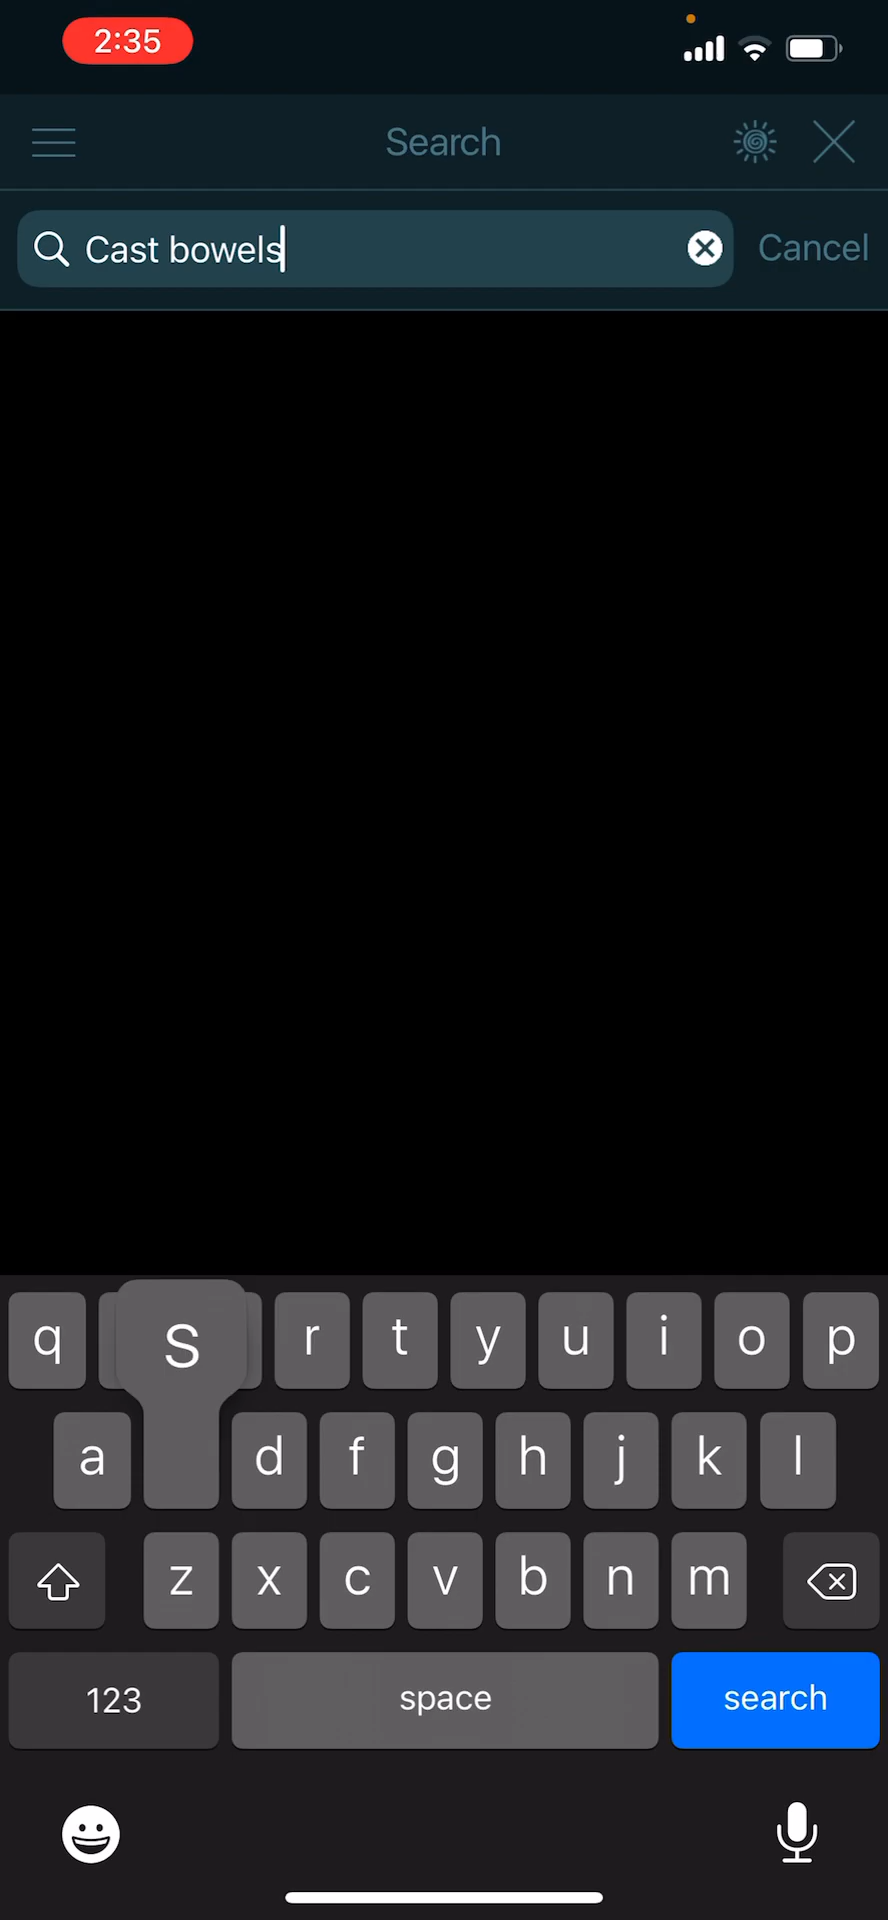 2:35
Search
Cast bowels
Cancel
q r t y u i o p
S
a d f g h j k l
z x c v b n m
123 space search